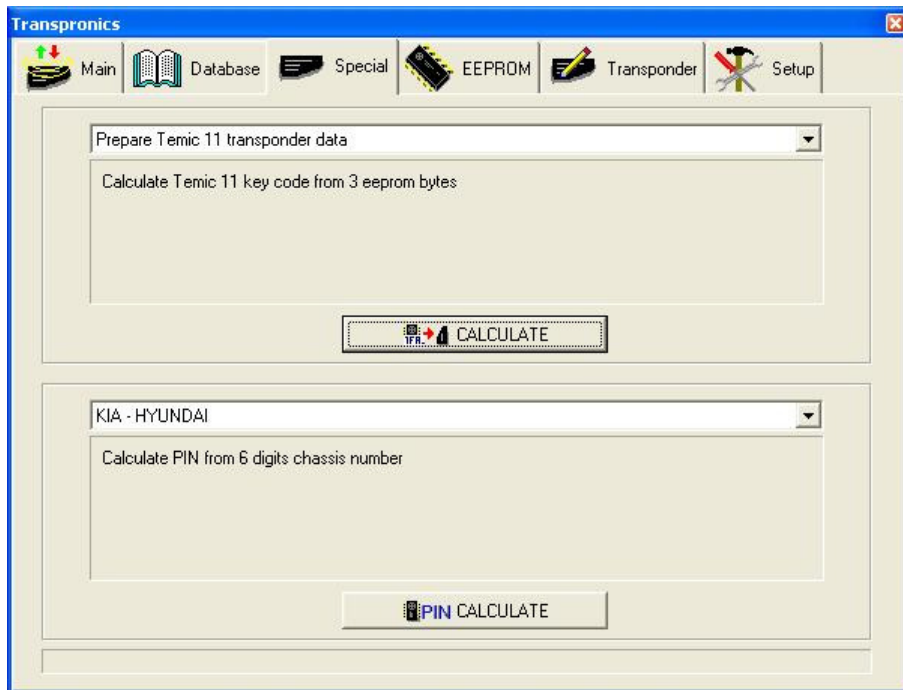 Transpronics
Main Database Special EEPROM Transponder Setup
Prepare Temic 11 transponder data
Calculate Temic 11 key code from 3 eeprom bytes
1FA.. CALCULATE
KIA - HYUNDAI
Calculate PIN from 6 digits chassis number
PIN CALCULATE